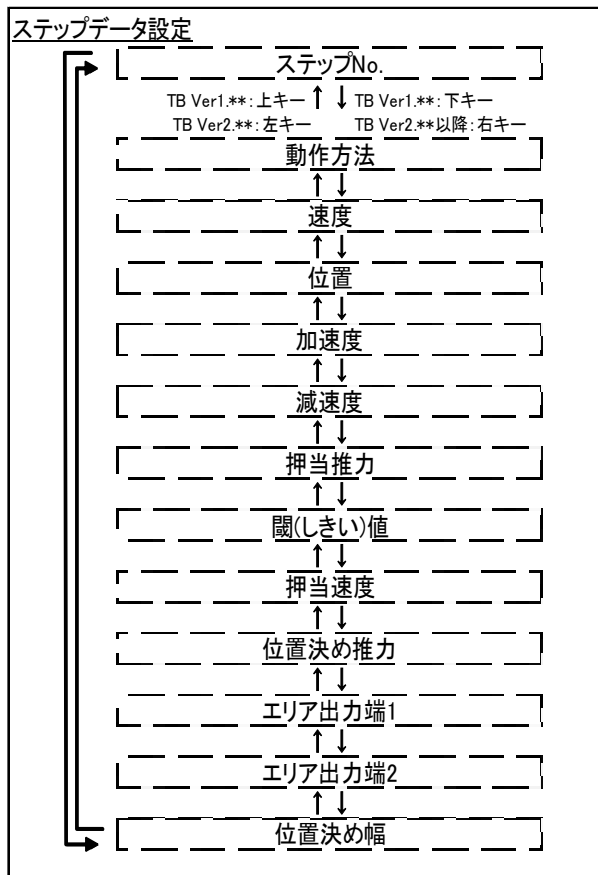 ステップデータ設定
ステップNo.
TB Ver1.**：上キー ↑ ↓ TB Ver1.**：下キー
TB Ver2.**：左キー TB Ver2.**以降：右キー
動作方法
↑ ↓
速度
↑ ↓
位置
↑ ↓
加速度
↑ ↓
減速度
↑ ↓
押当推力
↑ ↓
閾(しきい)値
↑ ↓
押当速度
↑ ↓
位置決め推力
↑ ↓
エリア出力端1
↑ ↓
エリア出力端2
↑ ↓
位置決め幅